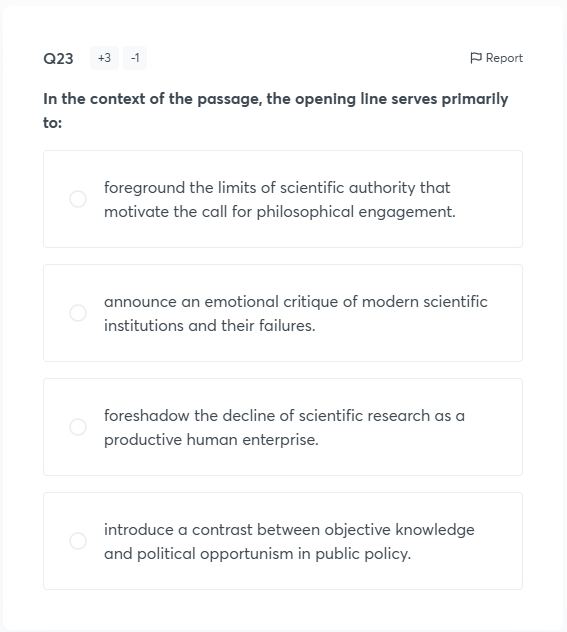 Q23 +3 -1 Report
In the context of the passage, the opening line serves primarily
to:
foreground the limits of scientific authority that
motivate the call for philosophical engagement.
announce an emotional critique of modern scientific
institutions and their failures.
foreshadow the decline of scientific research as a
productive human enterprise.
introduce a contrast between objective knowledge
and political opportunism in public policy.